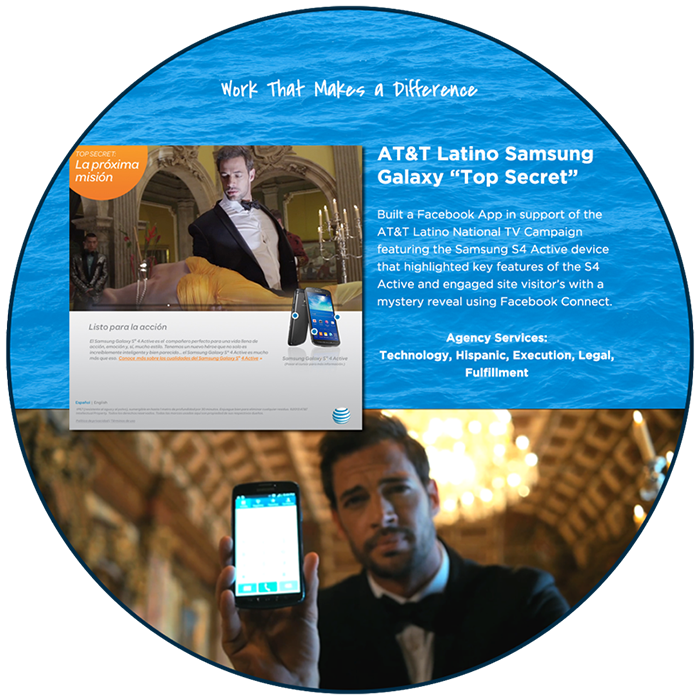 Work That Makes a Difference
TOP SECRET:
La próxima
misión
AT&T Latino Samsung
Galaxy “Top Secret”
Built a Facebook App in support of the
AT&T Latino National TV Campaign
featuring the Samsung S4 Active device
that highlighted key features of the S4
Active and engaged site visitor’s with a
mystery reveal using Facebook Connect.
Agency Services:
Technology, Hispanic, Execution, Legal,
Fulfillment
Listo para la acción
El Samsung Galaxy S® 4 Active es el compañero perfecto para una vida llena de
acción, emoción y, sí, mucho estilo. Tenemos un nuevo héroe que no solo es
increíblemente inteligente y bien parecido... el Samsung Galaxy S® 4 Active es mucho
más que eso. Conoce más sobre las cualidades del Samsung Galaxy S® 4 Active »
Samsung Galaxy S® 4 Active
Español | English
AT&T